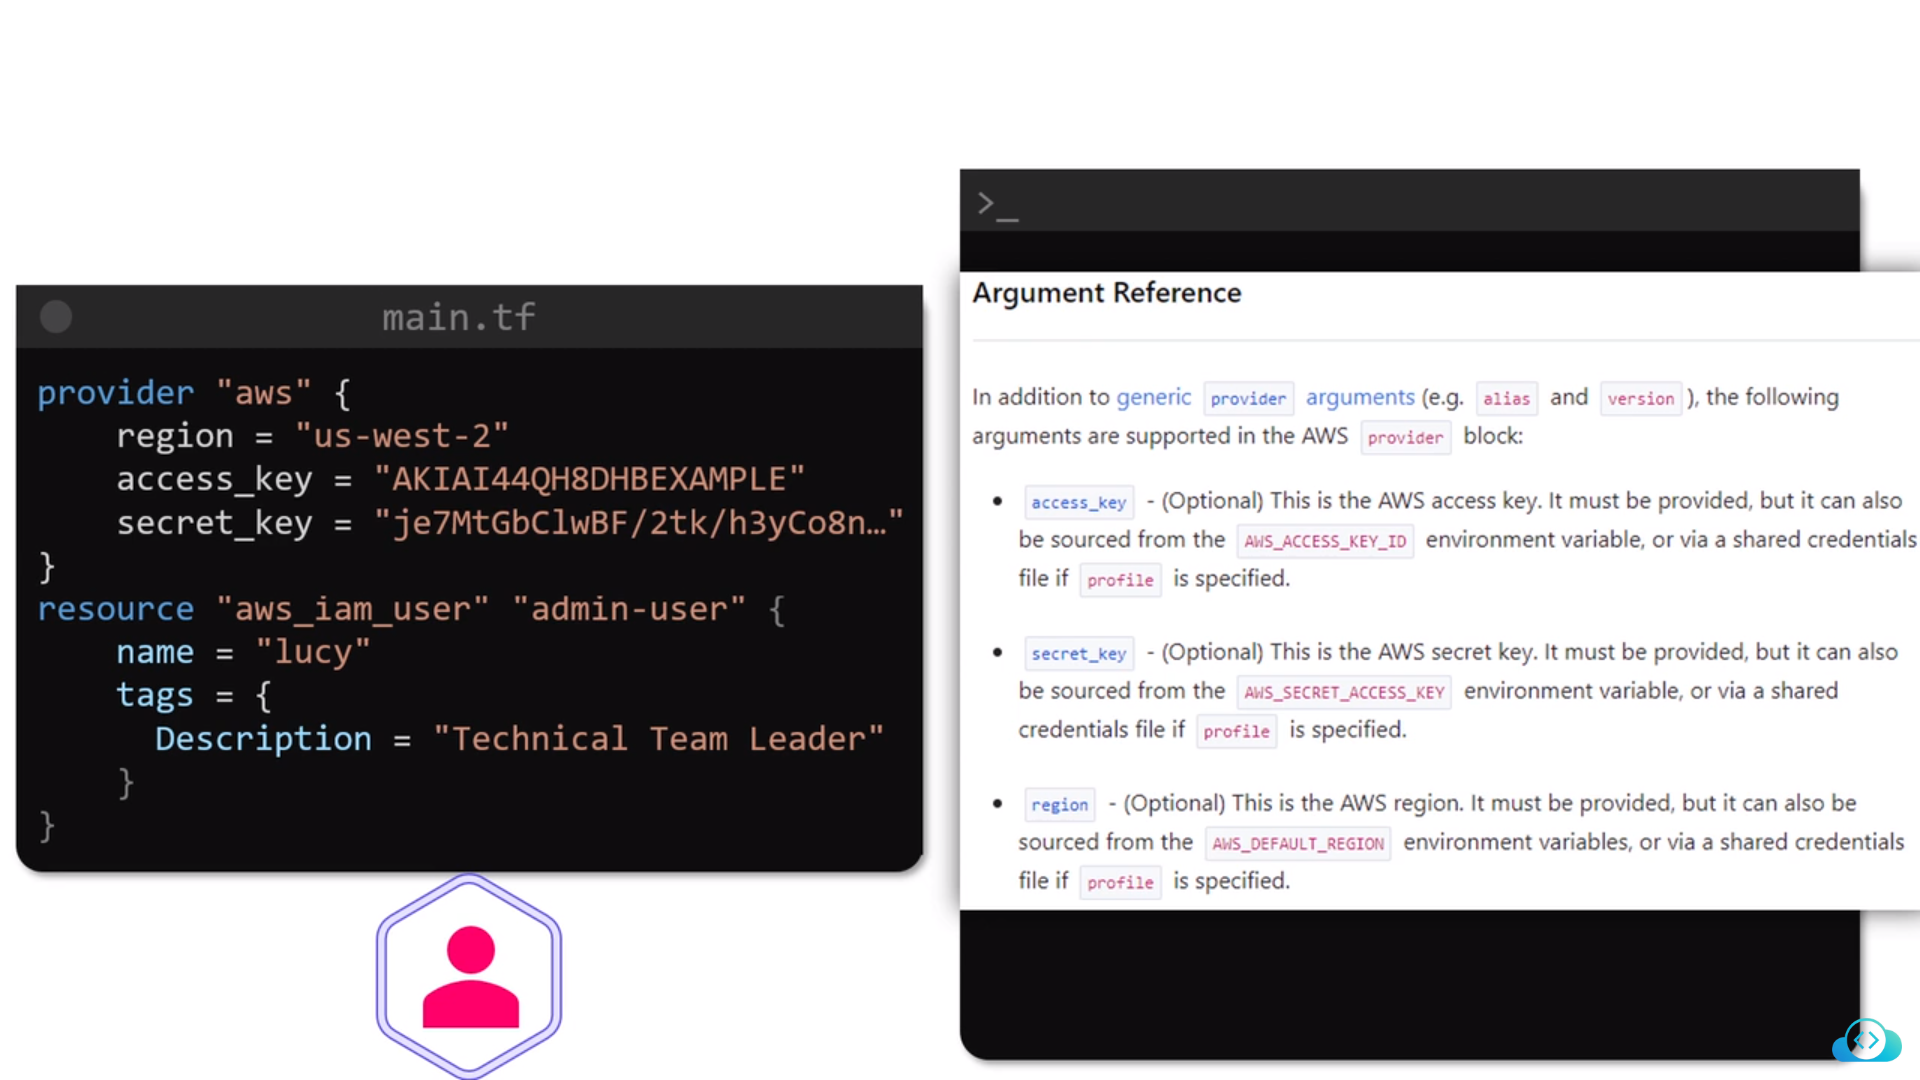 main.tf
provider "aws" {
    region = "us-west-2"
    access_key = "AKIAI44QH8DHBEXAMPLE"
    secret_key = "je7MtGbClwBF/2tk/h3yCo8n…"
}
resource "aws_iam_user" "admin-user" {
    name = "lucy"
    tags = {
      Description = "Technical Team Leader"
    }
}
>_
Argument Reference
In addition to generic provider arguments (e.g. alias and version ), the following
arguments are supported in the AWS provider block:
• access_key - (Optional) This is the AWS access key. It must be provided, but it can also
be sourced from the AWS_ACCESS_KEY_ID environment variable, or via a shared credentials
file if profile is specified.
• secret_key - (Optional) This is the AWS secret key. It must be provided, but it can also
be sourced from the AWS_SECRET_ACCESS_KEY environment variable, or via a shared
credentials file if profile is specified.
• region - (Optional) This is the AWS region. It must be provided, but it can also be
sourced from the AWS_DEFAULT_REGION environment variables, or via a shared credentials
file if profile is specified.